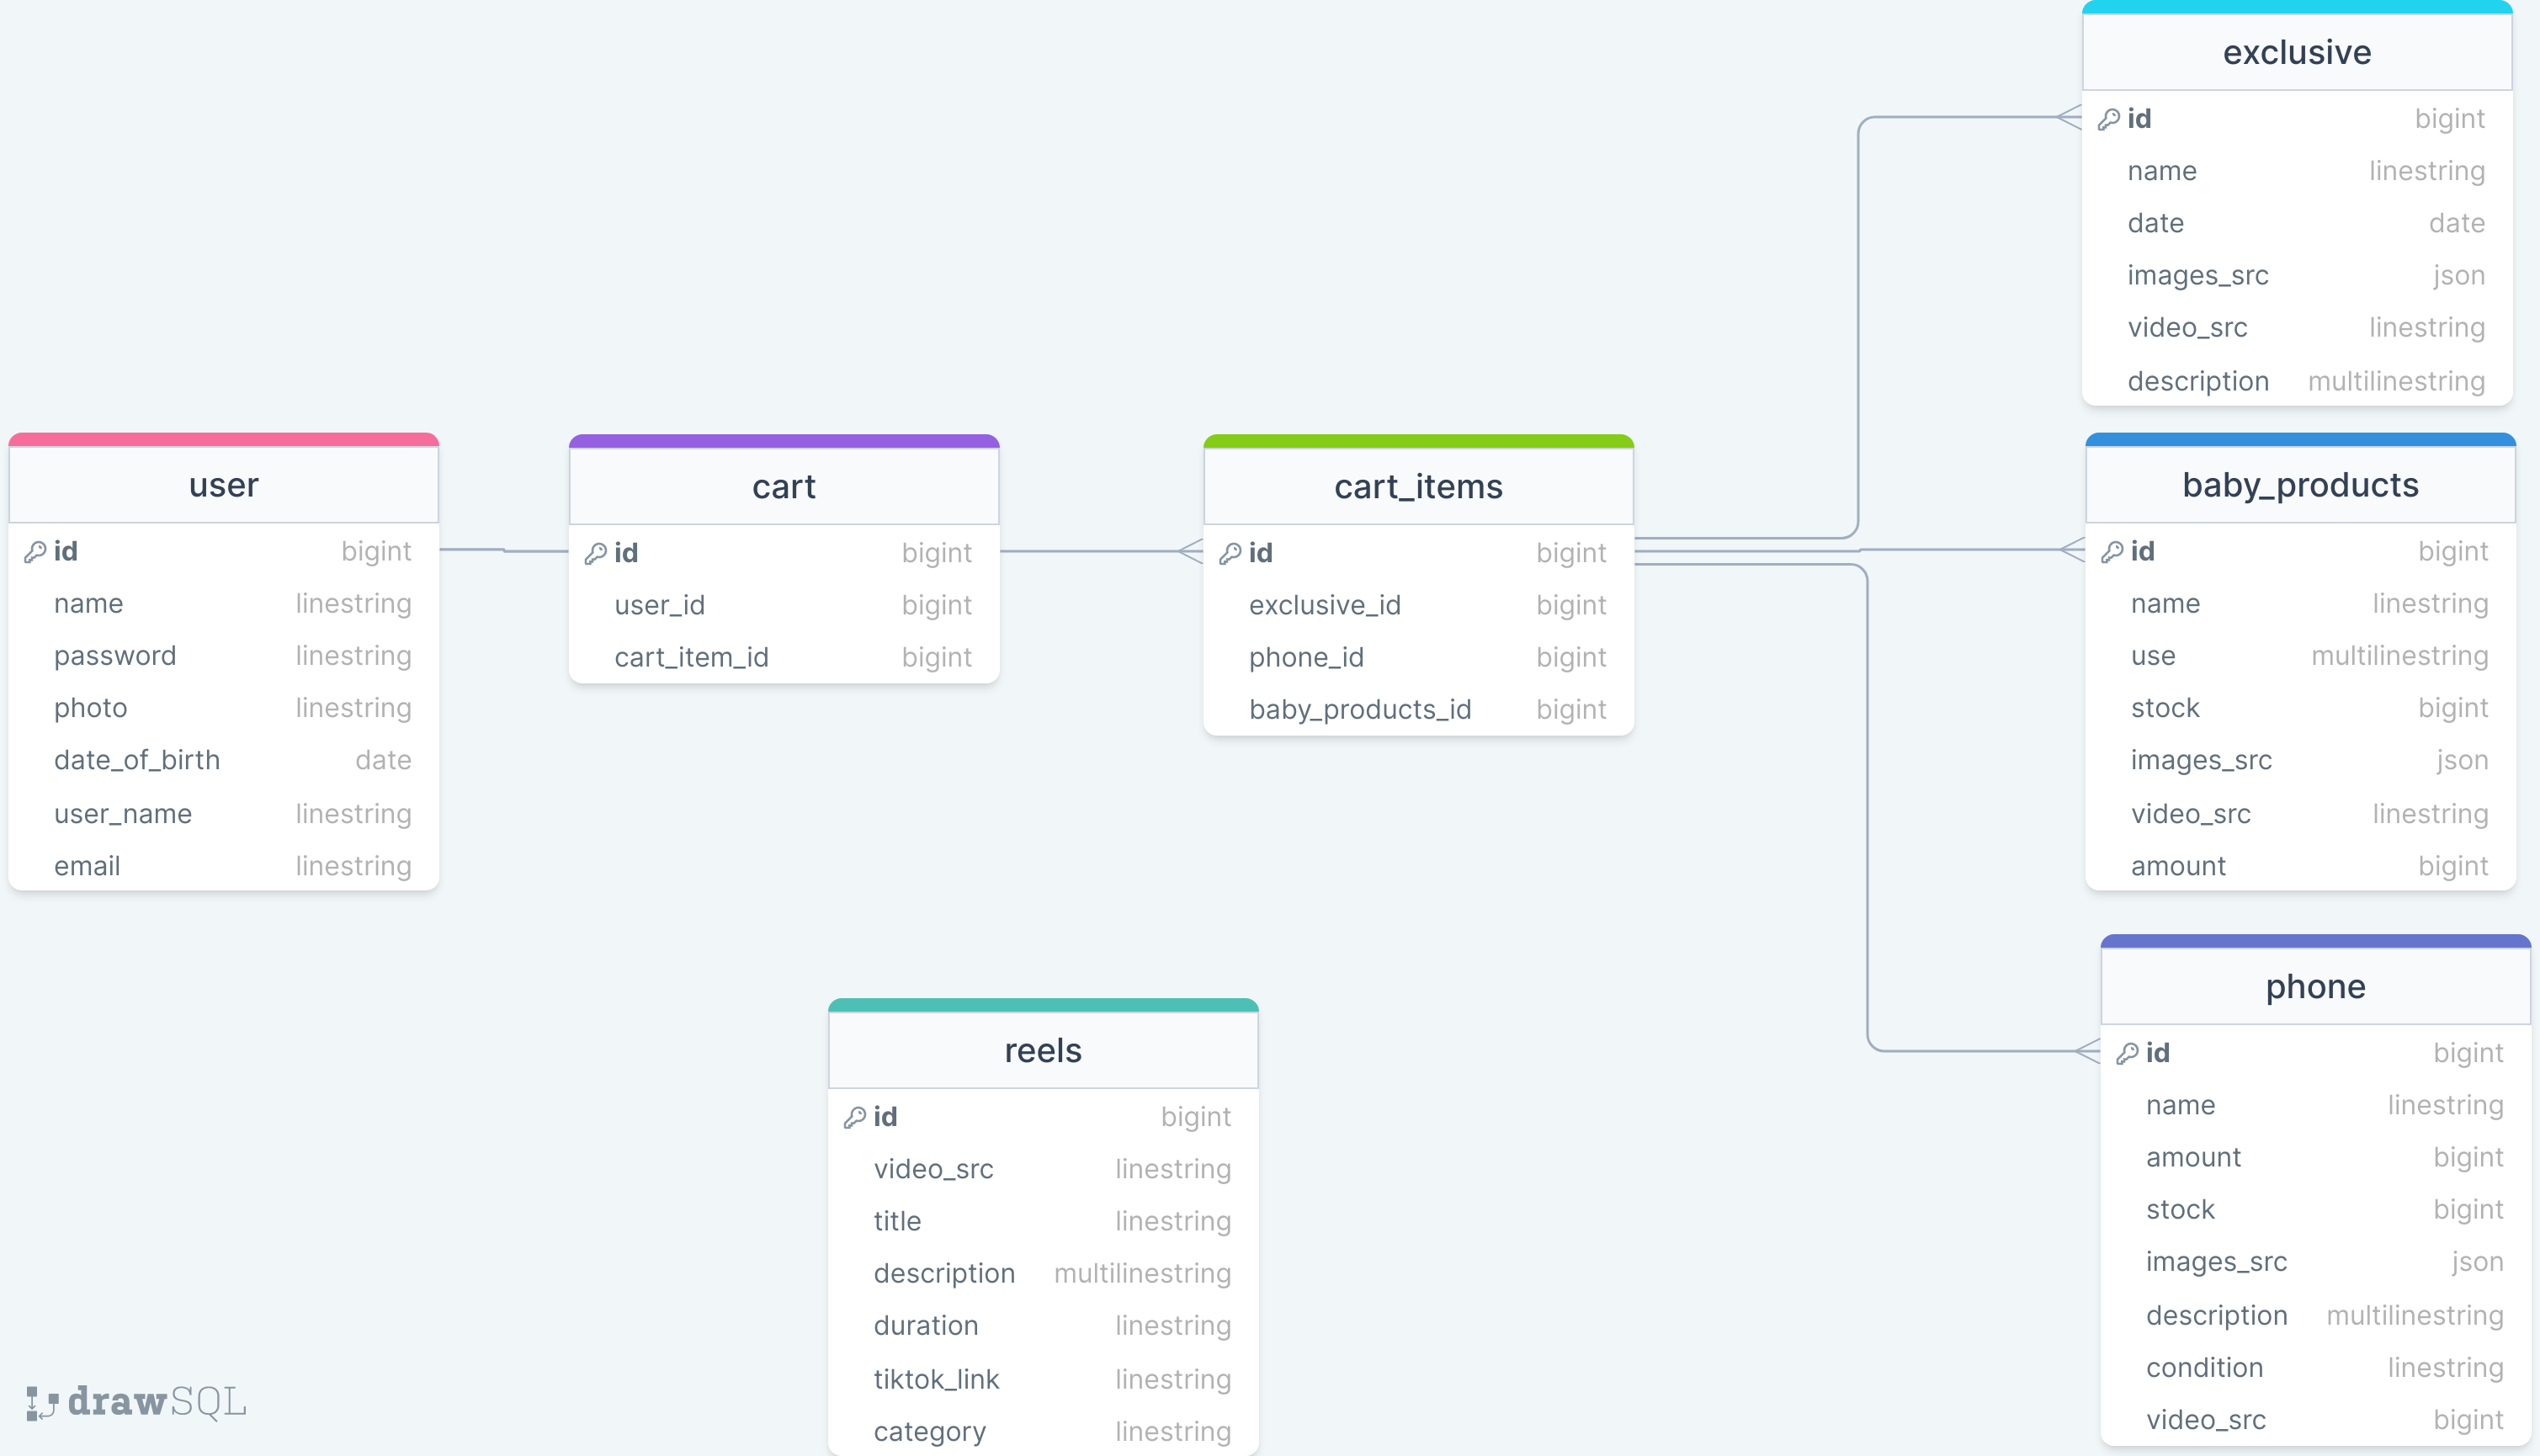 exclusive
id bigint
name linestring
date date
images_src json
video_src linestring
description multilinestring
user
id bigint
name linestring
password linestring
photo linestring
date_of_birth date
user_name linestring
email linestring
cart
id bigint
user_id bigint
cart_item_id bigint
cart_items
id bigint
exclusive_id bigint
phone_id bigint
baby_products_id bigint
baby_products
id bigint
name linestring
use multilinestring
stock bigint
images_src json
video_src linestring
amount bigint
reels
id bigint
video_src linestring
title linestring
description multilinestring
duration linestring
tiktok_link linestring
category linestring
phone
id bigint
name linestring
amount bigint
stock bigint
images_src json
description multilinestring
condition linestring
video_src bigint
drawSQL